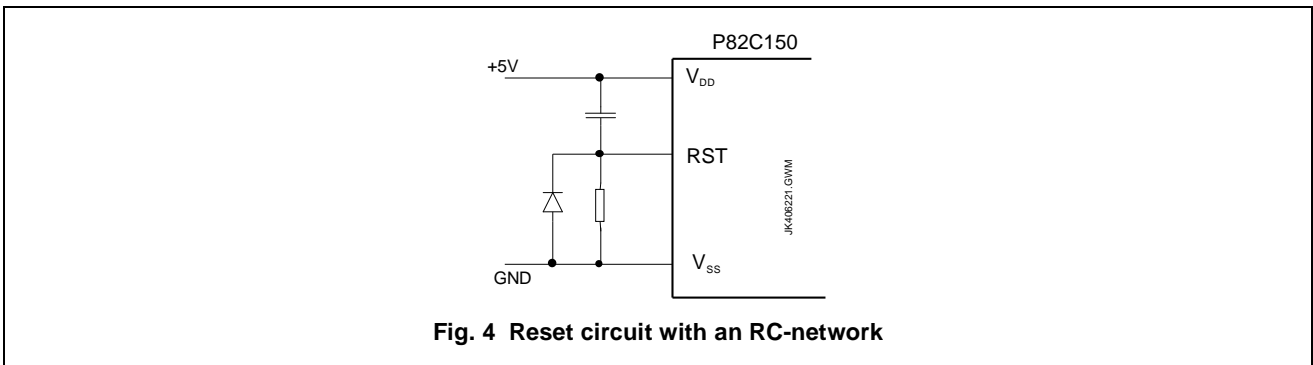 P82C150
+5V
VDD
RST
JK406221.GWM
VSS
GND
Fig. 4 Reset circuit with an RC-network